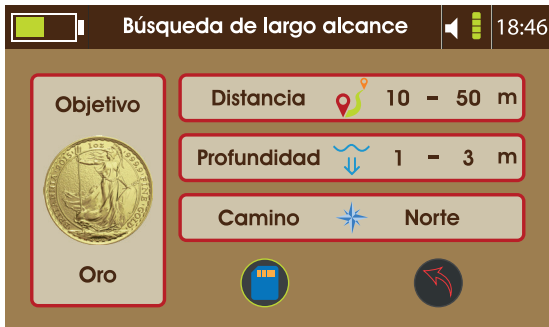 Búsqueda de largo alcance
18:46
Objetivo
Oro
Distancia 10 - 50 m
Profundidad 1 - 3 m
Camino Norte